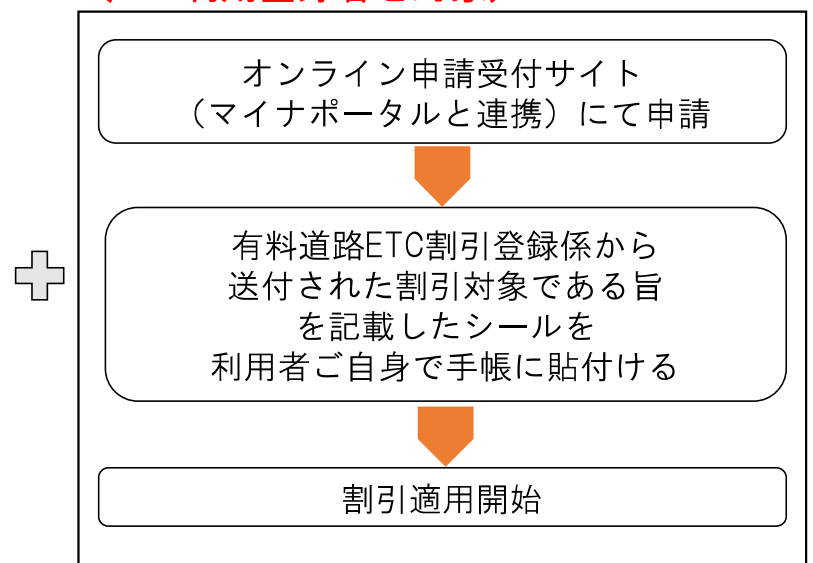 オンライン申請受付サイト
（マイナポータルと連携）にて申請
有料道路ETC割引登録係から
送付された割引対象である旨
を記載したシールを
利用者ご自身で手帳に貼付ける
割引適用開始